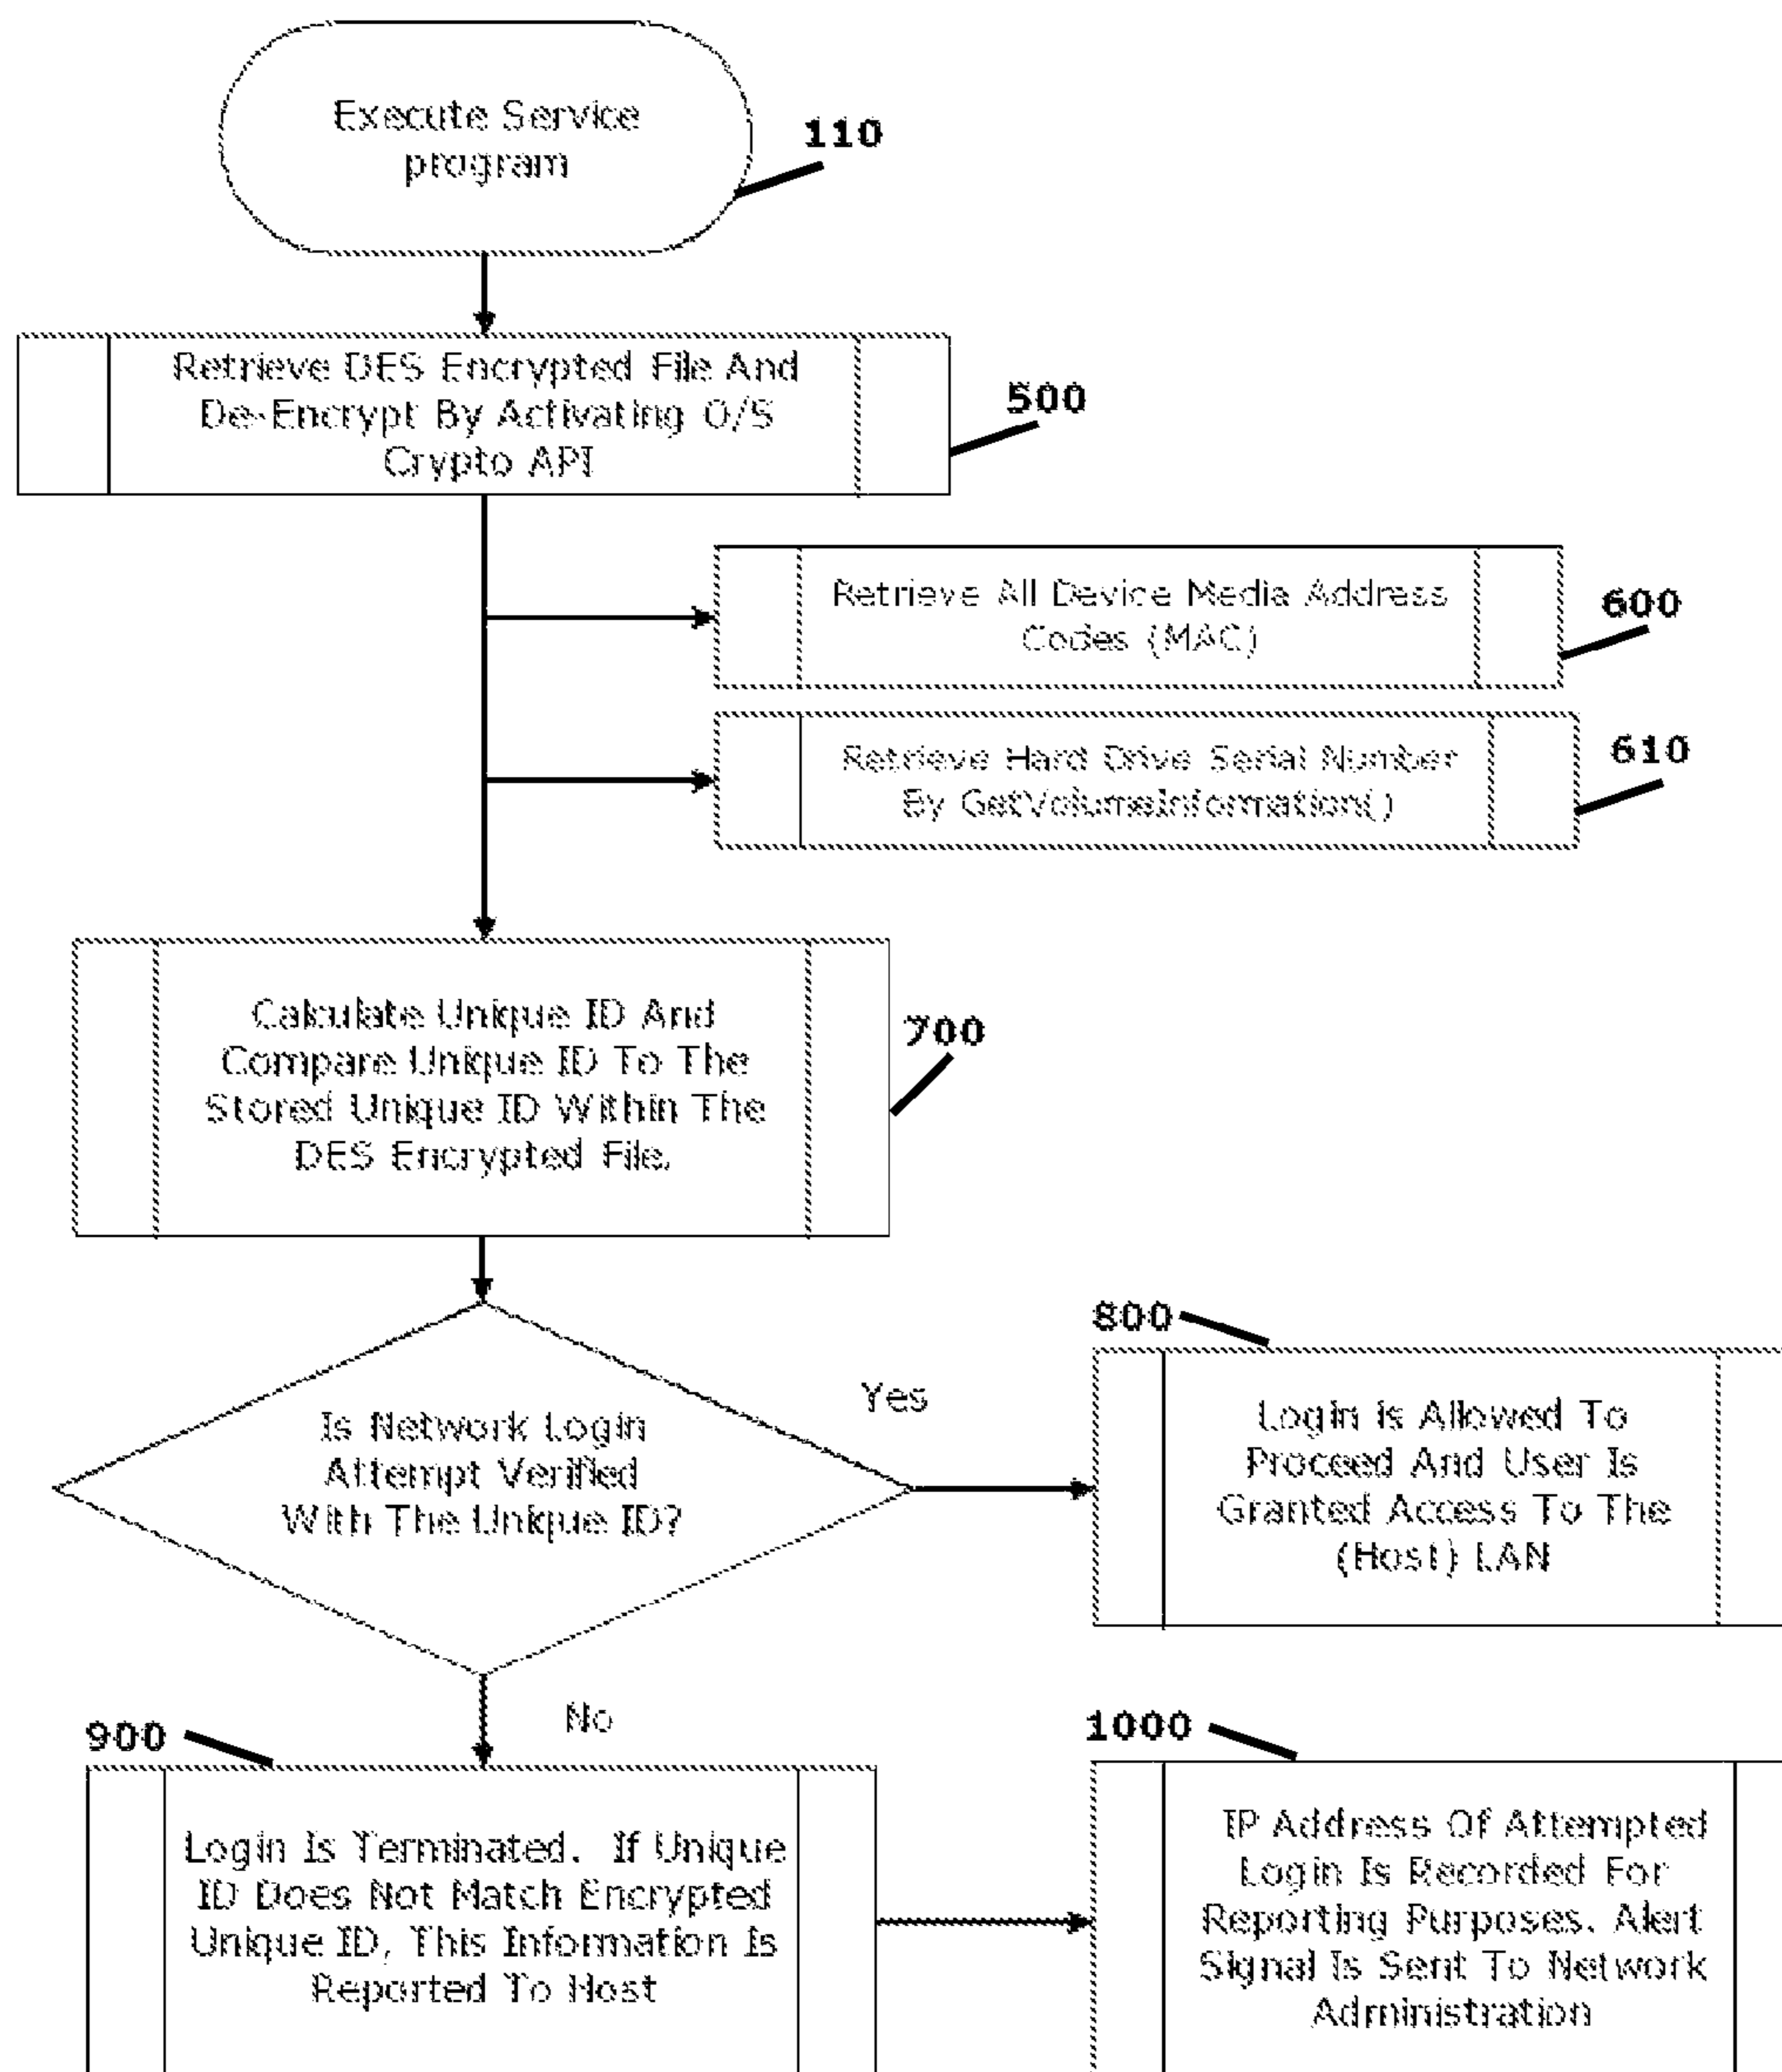 Execute Service
program
110
Retrieve DES Encrypted File And
De-Encrypt By Activating O/S
Crypto API
500
Retrieve All Device Media Address
Codes (MAC)
600
Retrieve Hard Drive Serial Number
By GetVolumeInformation()
610
Calculate Unique ID And
Compare Unique ID To The
Stored Unique ID Within The
DES Encrypted File.
700
Is Network Login
Attempt Verified
With The Unique ID?
Yes
800
Login is Allowed To
Proceed And User Is
Granted Access To The
(Host) LAN
No
900
Login Is Terminated. If Unique
ID Does Not Match Encrypted
Unique ID, This Information Is
Reported To Host
1000
IP Address Of Attempted
Login Is Recorded For
Reporting Purposes. Alert
Signal Is Sent To Network
Administration